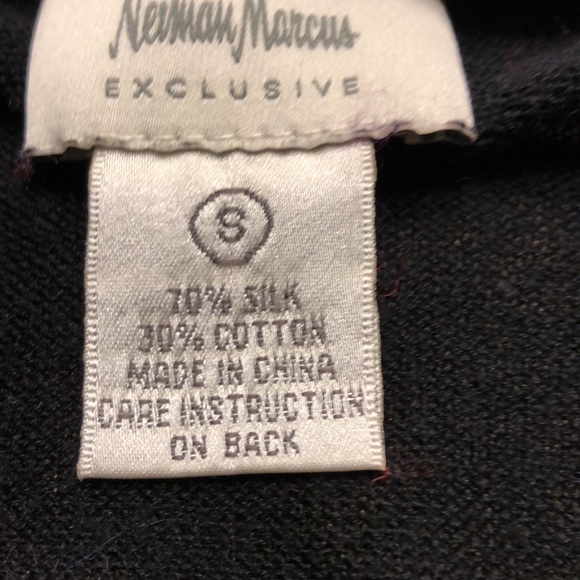 Neiman Marcus
EXCLUSIVE
S
70% SILK
30% COTTON
MADE IN CHINA
CARE INSTRUCTION
ON BACK